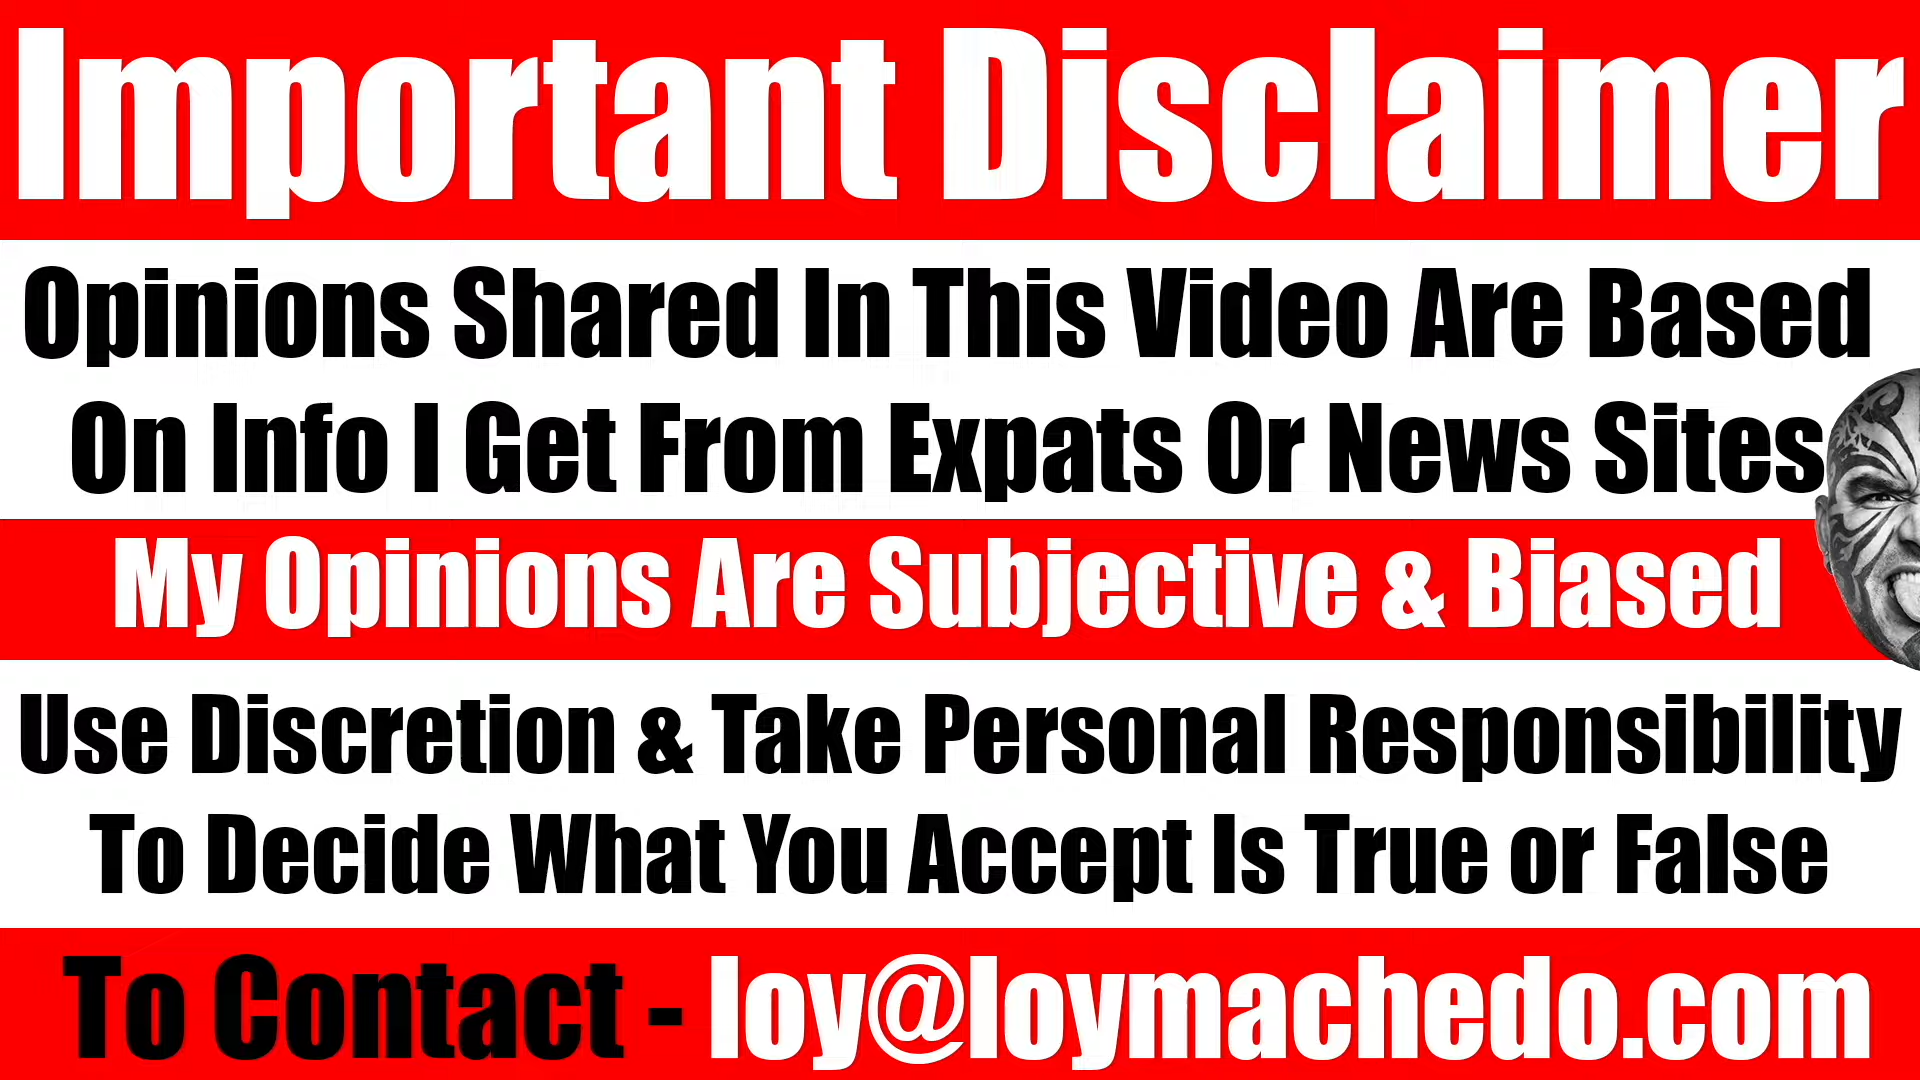 Important Disclaimer
Opinions Shared In This Video Are Based
On Info I Get From Expats Or News Sites
My Opinions Are Subjective & Biased
Use Discretion & Take Personal Responsibility
To Decide What You Accept Is True or False
To Contact - loy@loymachedo.com